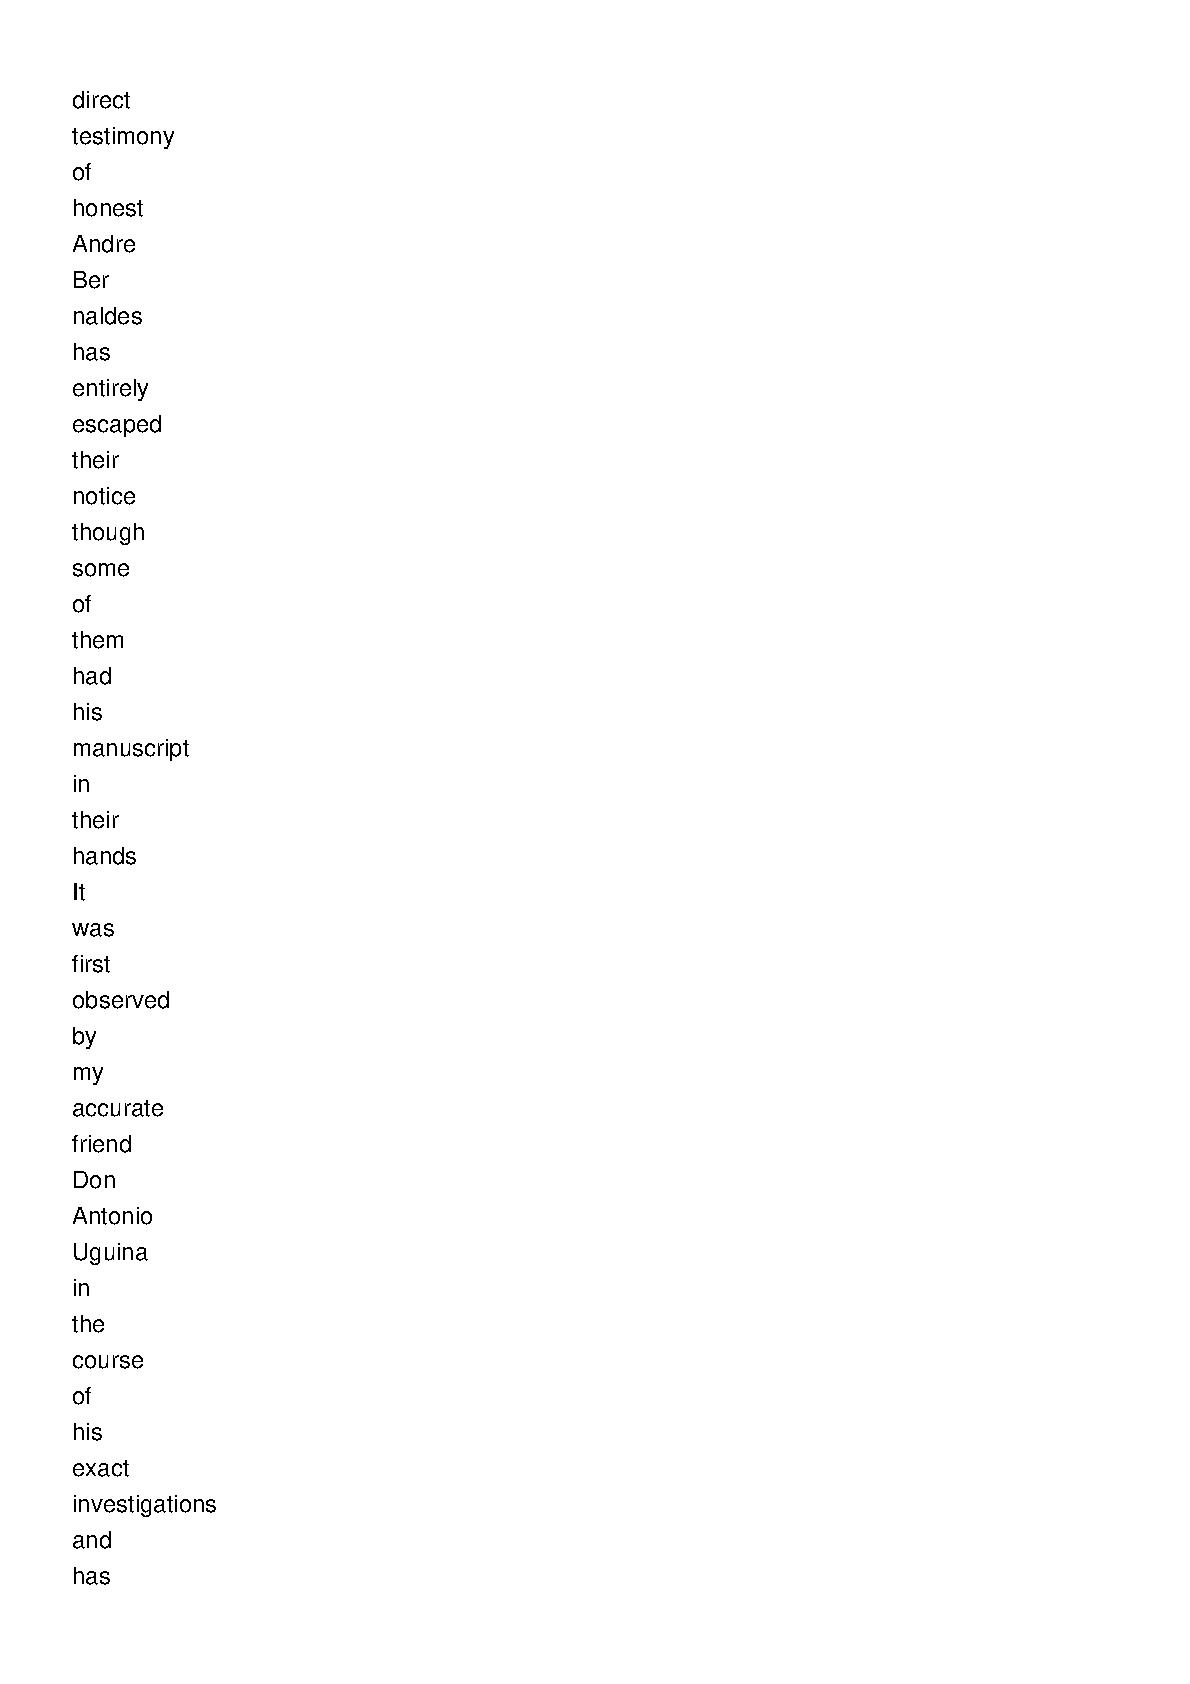 direct
testimony
of
honest
Andre
Ber
naldes
has
entirely
escaped
their
notice
though
some
of
them
had
his
manuscript
in
their
hands
It
was
first
observed
by
my
accurate
friend
Don
Antonio
Uguina
in
the
course
of
his
exact
investigations
and
has